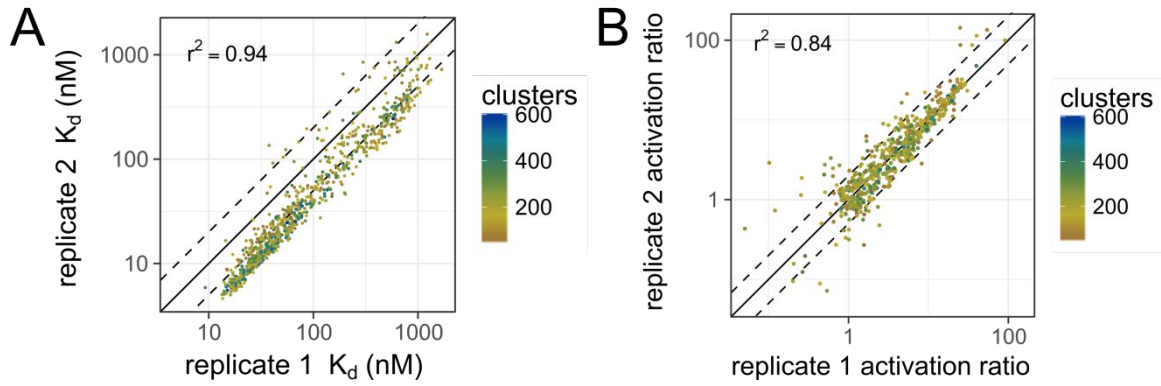 A
r² = 0.94
replicate 2 K_d (nM)
1000
100
10
10 100 1000
replicate 1 K_d (nM)
clusters
600
400
200
B
r² = 0.84
replicate 2 activation ratio
100
1
1 100
replicate 1 activation ratio
clusters
600
400
200